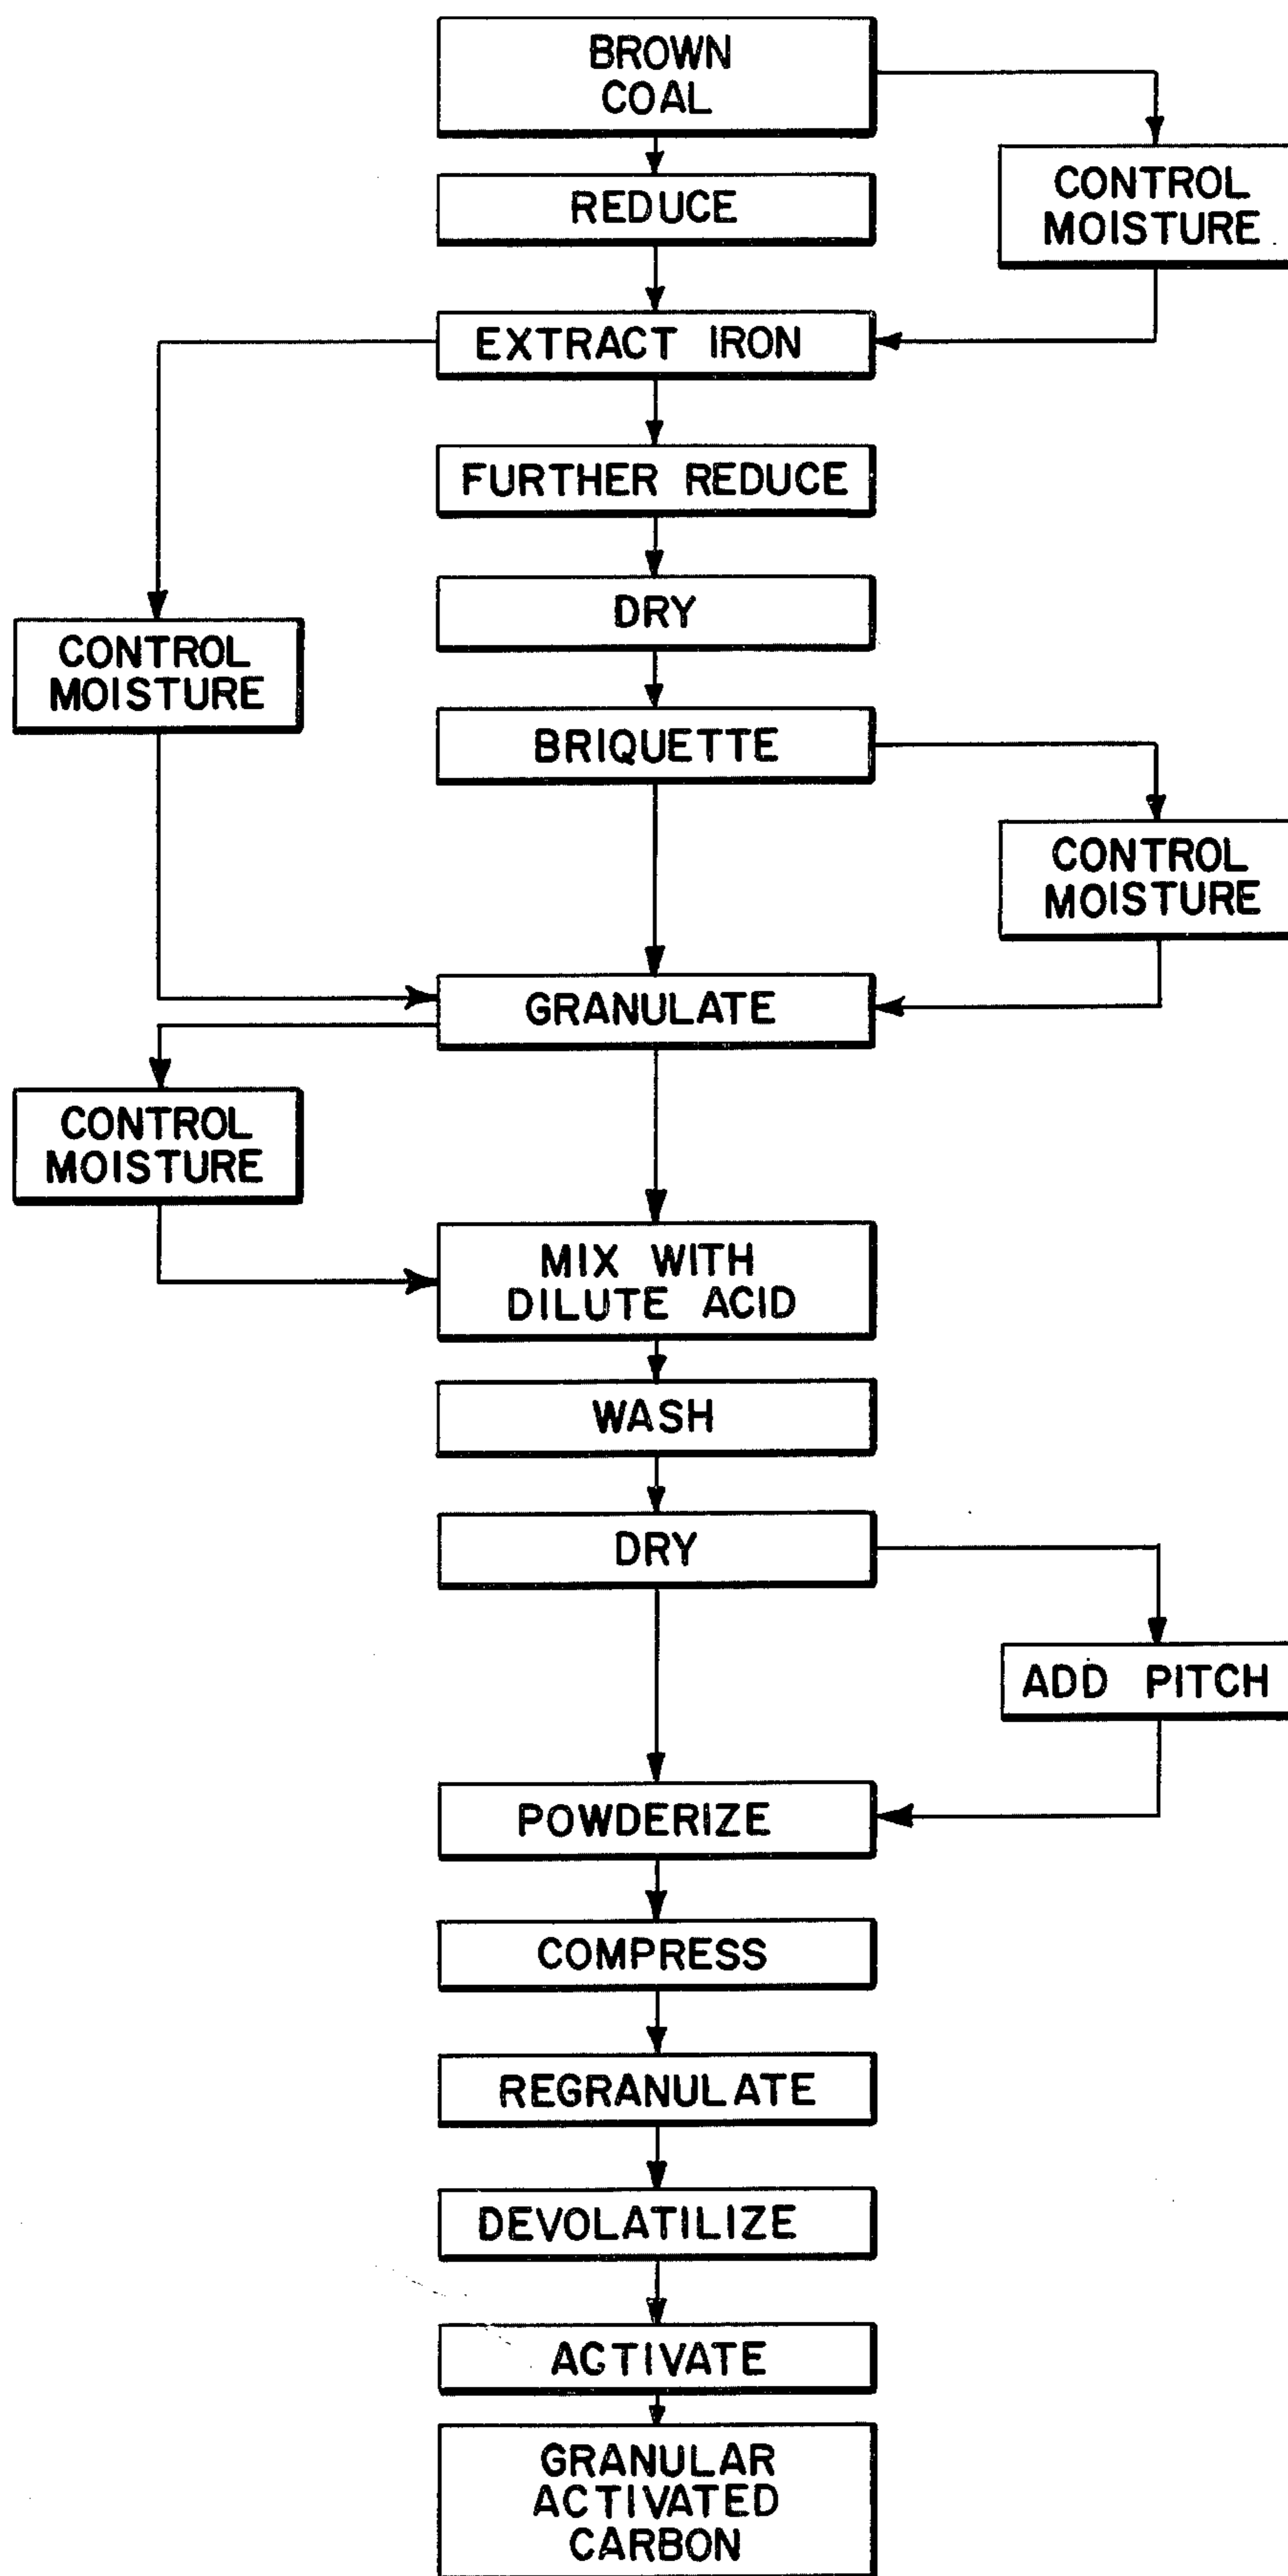 BROWN
COAL
CONTROL
MOISTURE
REDUCE
EXTRACT IRON
FURTHER REDUCE
DRY
CONTROL
MOISTURE
BRIQUETTE
CONTROL
MOISTURE
GRANULATE
CONTROL
MOISTURE
MIX WITH
DILUTE ACID
WASH
DRY
ADD PITCH
POWDERIZE
COMPRESS
REGRANULATE
DEVOLATILIZE
ACTIVATE
GRANULAR
ACTIVATED
CARBON